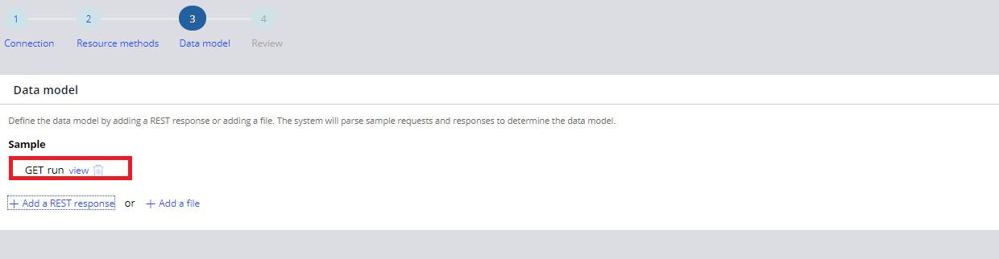 1 2 3 4
Connection Resource methods Data model Review
Data model
Define the data model by adding a REST response or adding a file. The system will parse sample requests and responses to determine the data model.
Sample
GET run view
+ Add a REST response or + Add a file